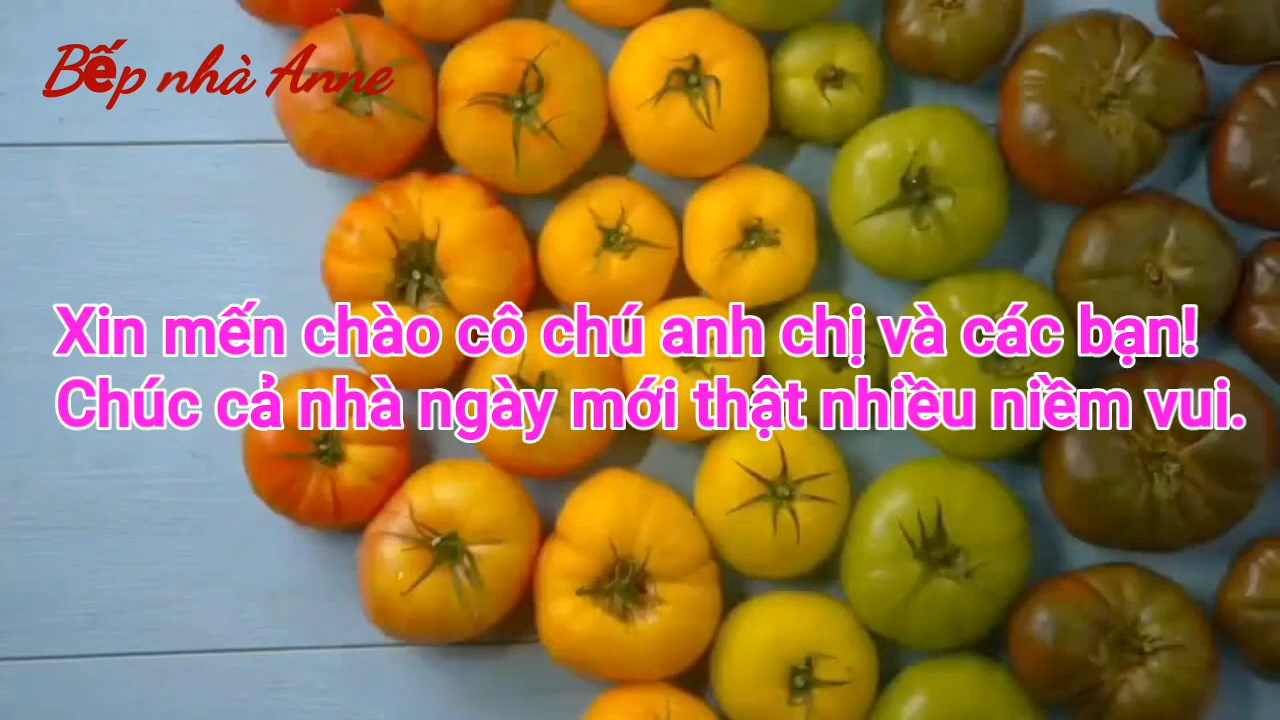 Bếp nhà Anne
Xin mến chào cô chú anh chị và các bạn!
Chúc cả nhà ngày mới thật nhiều niềm vui.